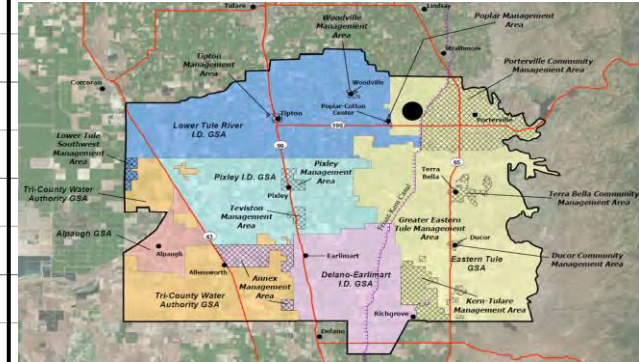 Tulare
Lindsay
Woodville
Management
Area
Poplar Management
Area
Strathmore
Tipton
Management
Area
Porterville Community
Management Area
Corcoran
Woodville
Tipton
Poplar-Cotton
Center
Porterville
190
Lower Tule River
I.D. GSA
Lower Tule
Southwest
Management
Area
99
65
Tri-County Water
Authority GSA
Pixley I.D. GSA
Pixley
Management
Area
Terra
Bella
Pixley
Terra Bella Community
Management Area
Teviston
Management
Area
Friant-Kern Canal
Greater Eastern
Tule Management
Area
Alpaugh GSA
43
Alpaugh
Ducor
Eastern Tule
GSA
Ducor Community
Management Area
Earlimart
Allensworth
Annex
Management
Area
Delano-Earlimart
I.D. GSA
Tri-County Water
Authority GSA
Kern-Tulare
Management Area
Richgrove
Delano